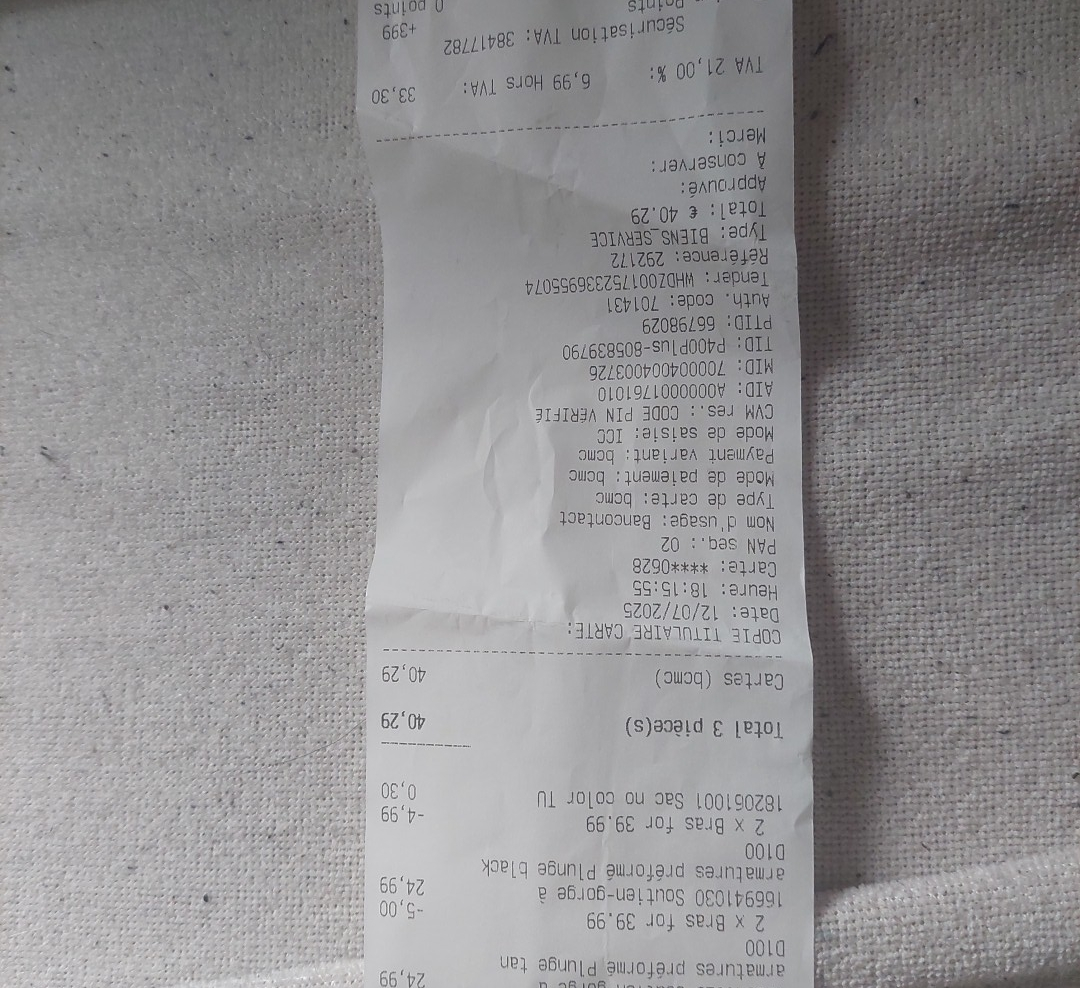 armatures préformé Plunge tan 24,99
D100
2 x Bras for 39.99 -5,00
166941030 Soutien-gorge à 24,99
armatures préformé Plunge black
D100
2 x Bras for 39.99 -4,99
182061001 Sac no color TU 0,30
Total 3 pièce(s) 40,29
Cartes (bcmc) 40,29
COPIE TITULAIRE CARTE:
Date: 12/07/2025
Heure: 18:15:55
Carte: ****0628
PAN seq.: 02
Nom d'usage: Bancontact
Type de carte: bcmc
Mode de paiement: bcmc
Payment variant: bcmc
Mode de saisie: ICC
CVM res.: CODE PIN VÉRIFIÉ
AID: A0000001761010
MID: 700004004003726
TID: P400Plus-805839790
PTID: 66798029
Auth. code: 701431
Tender: WHDZ001752336955074
Référence: 292172
Type: BIENS_SERVICE
Total: € 40.29
Approuvé:
À conserver:
Merci:
TVA 21,00 %: 6,99 Hors TVA: 33,30
Sécurisation TVA: 38417782
Points +399
0 points